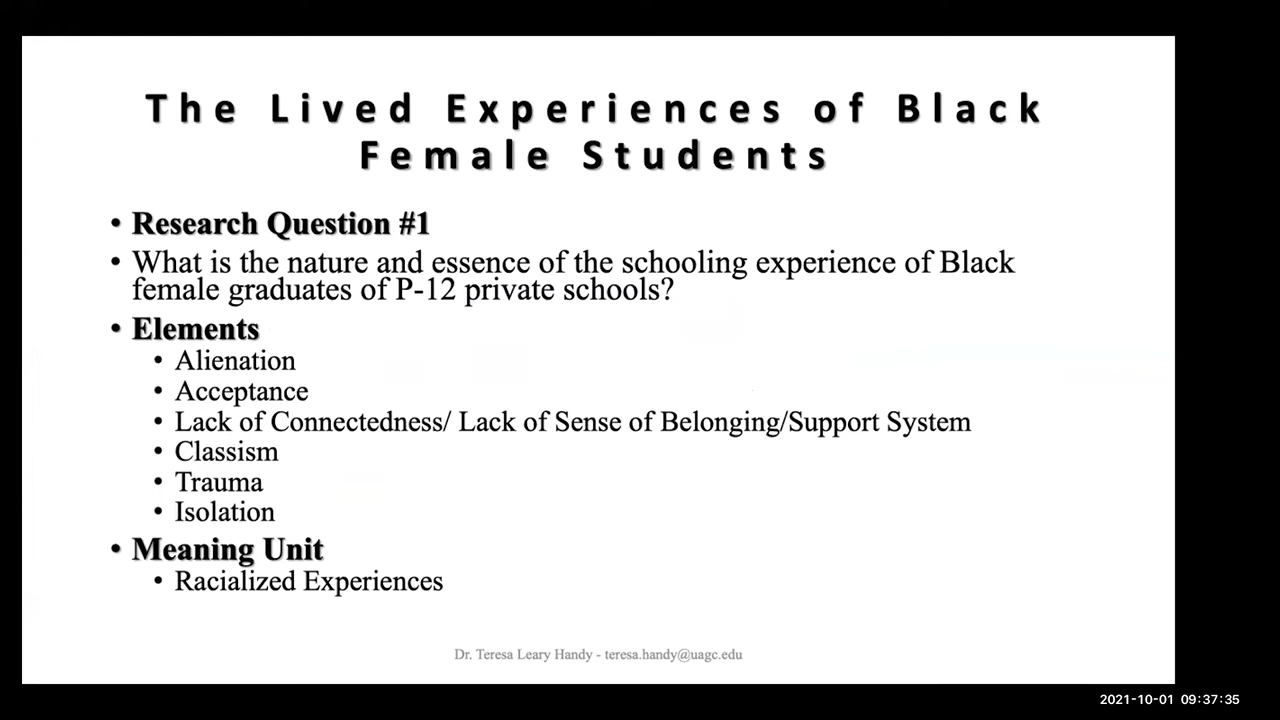 The Lived Experiences of Black
Female Students
• Research Question #1
• What is the nature and essence of the schooling experience of Black
female graduates of P-12 private schools?
• Elements
• Alienation
• Acceptance
• Lack of Connectedness/ Lack of Sense of Belonging/Support System
• Classism
• Trauma
• Isolation
• Meaning Unit
• Racialized Experiences
Dr. Teresa Leary Handy - teresa.handy@uagc.edu
2021-10-01 09:37:35